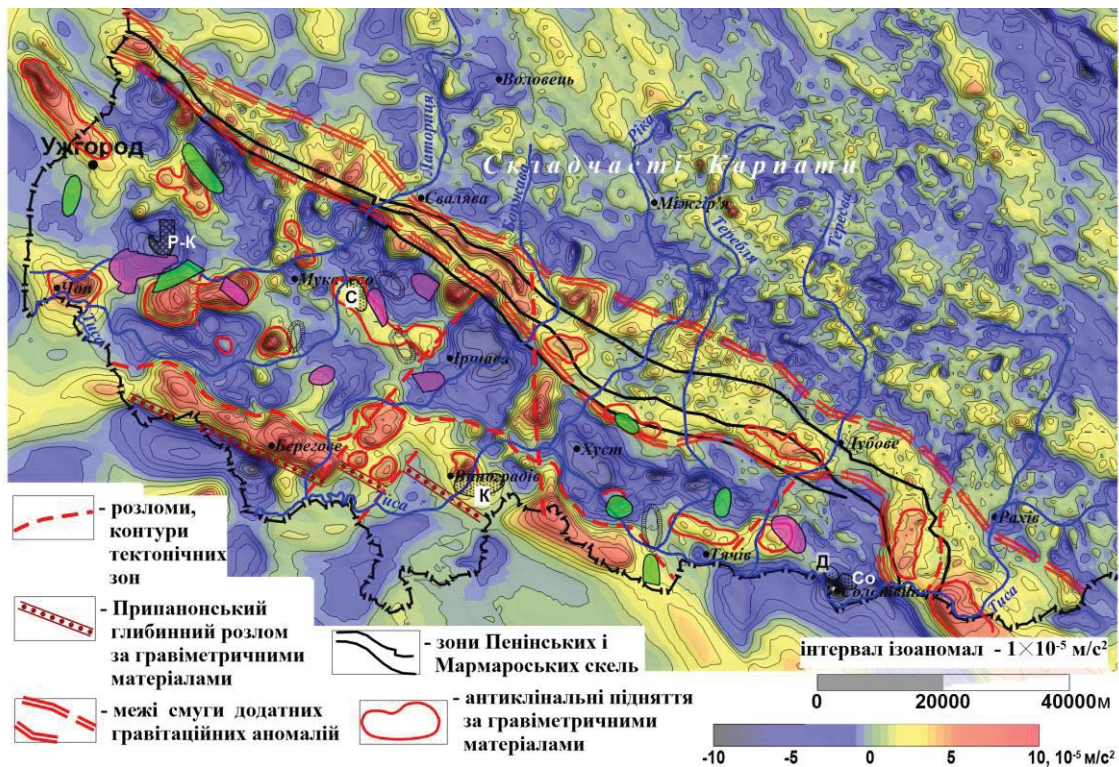 Воловець
Ужгород
Латориця
Ріка
Складчасті Карпати
Боржава
Свалява
Міжгір'я
Теребля
Тересва
Р-К
Чоп
Мукачево
С
Тиса
Іршава
Берегове
Хуст
Дубове
Виноградів
К
Тиса
Рахів
Тячів
Д
Со
Солотвина
Тиса
- розломи,
контури
тектонічних
зон
- Припанонський
глибинний розлом
за гравіметричними
матеріалами
- межі смуги додатних
гравітаційних аномалій
- зони Пенінських і
Мармароських скель
- антиклінальні підняття
за гравіметричними
матеріалами
інтервал ізоаномал - 1×10⁻⁵ м/с²
0 20000 40000м
-10 -5 0 5 10, 10⁻⁵ м/с²